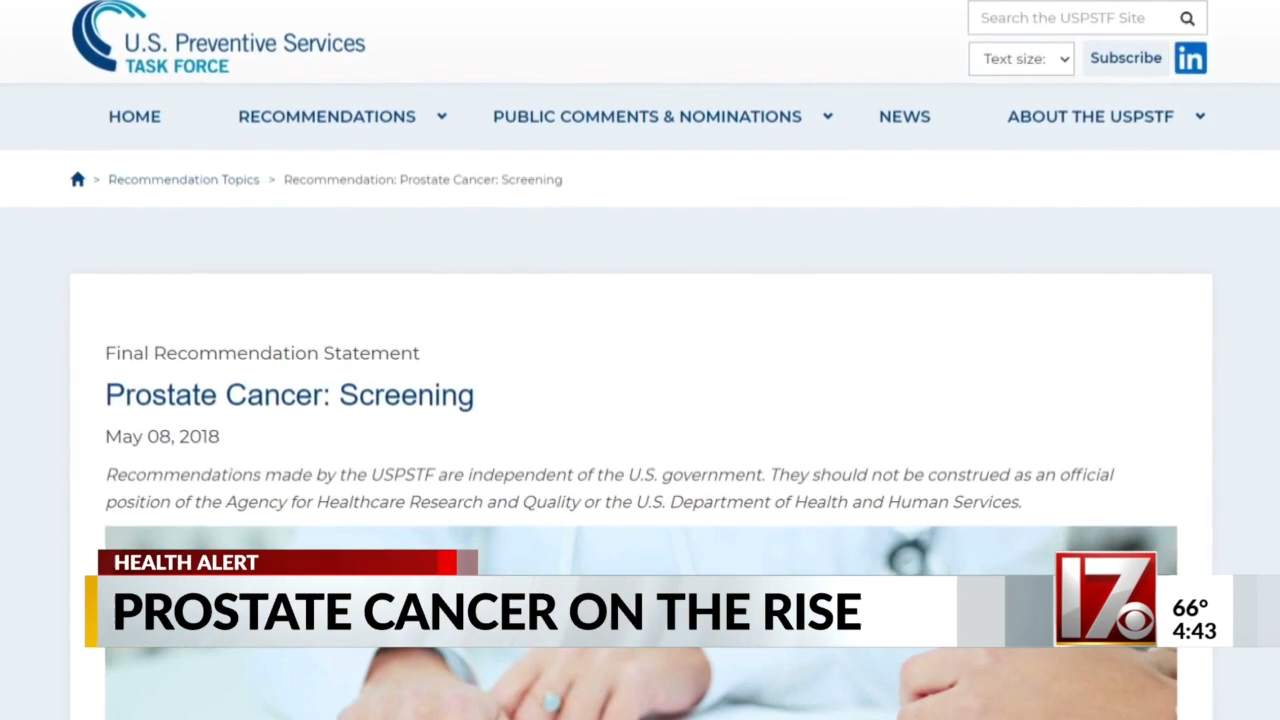 U.S. Preventive Services
TASK FORCE
Search the USPSTF Site
Text size:
Subscribe
in
HOME
RECOMMENDATIONS
PUBLIC COMMENTS & NOMINATIONS
NEWS
ABOUT THE USPSTF
> Recommendation Topics > Recommendation: Prostate Cancer: Screening
Final Recommendation Statement
Prostate Cancer: Screening
May 08, 2018
Recommendations made by the USPSTF are independent of the U.S. government. They should not be construed as an official
position of the Agency for Healthcare Research and Quality or the U.S. Department of Health and Human Services.
HEALTH ALERT
PROSTATE CANCER ON THE RISE
17
66°
4:43